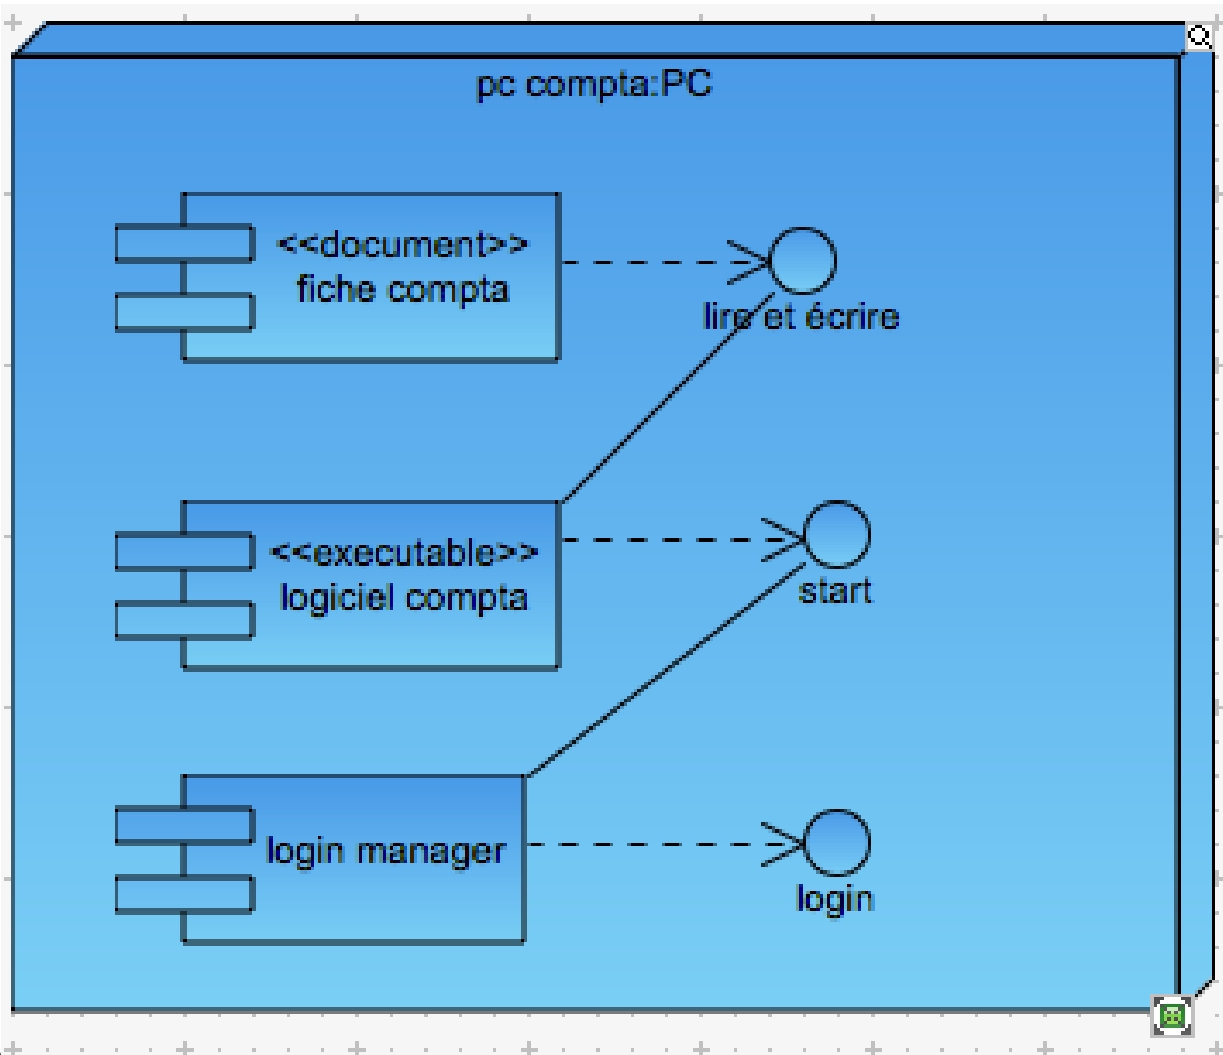 pc compta:PC
<<document>>
fiche compta
lire et écrire
<<executable>>
logiciel compta
start
login manager
login